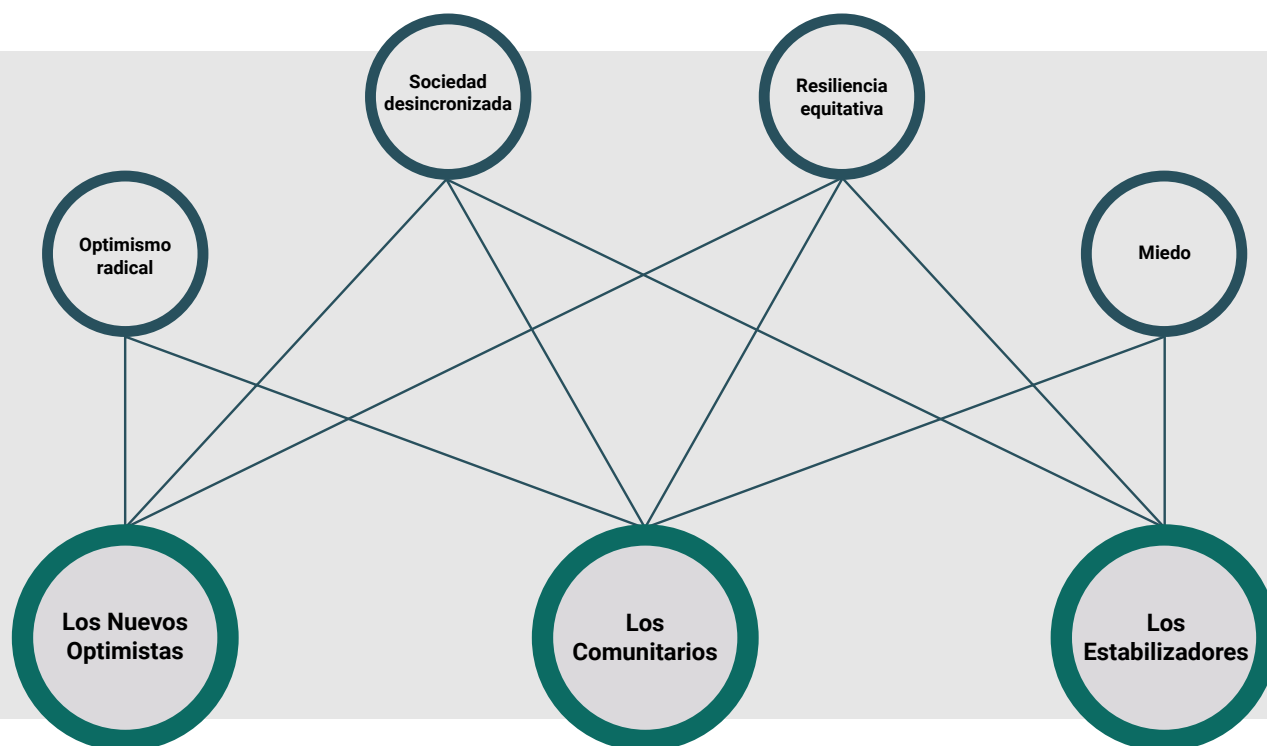 Sociedad
desincronizada
Resiliencia
equitativa
Optimismo
radical
Miedo
Los Nuevos
Optimistas
Los
Comunitarios
Los
Estabilizadores